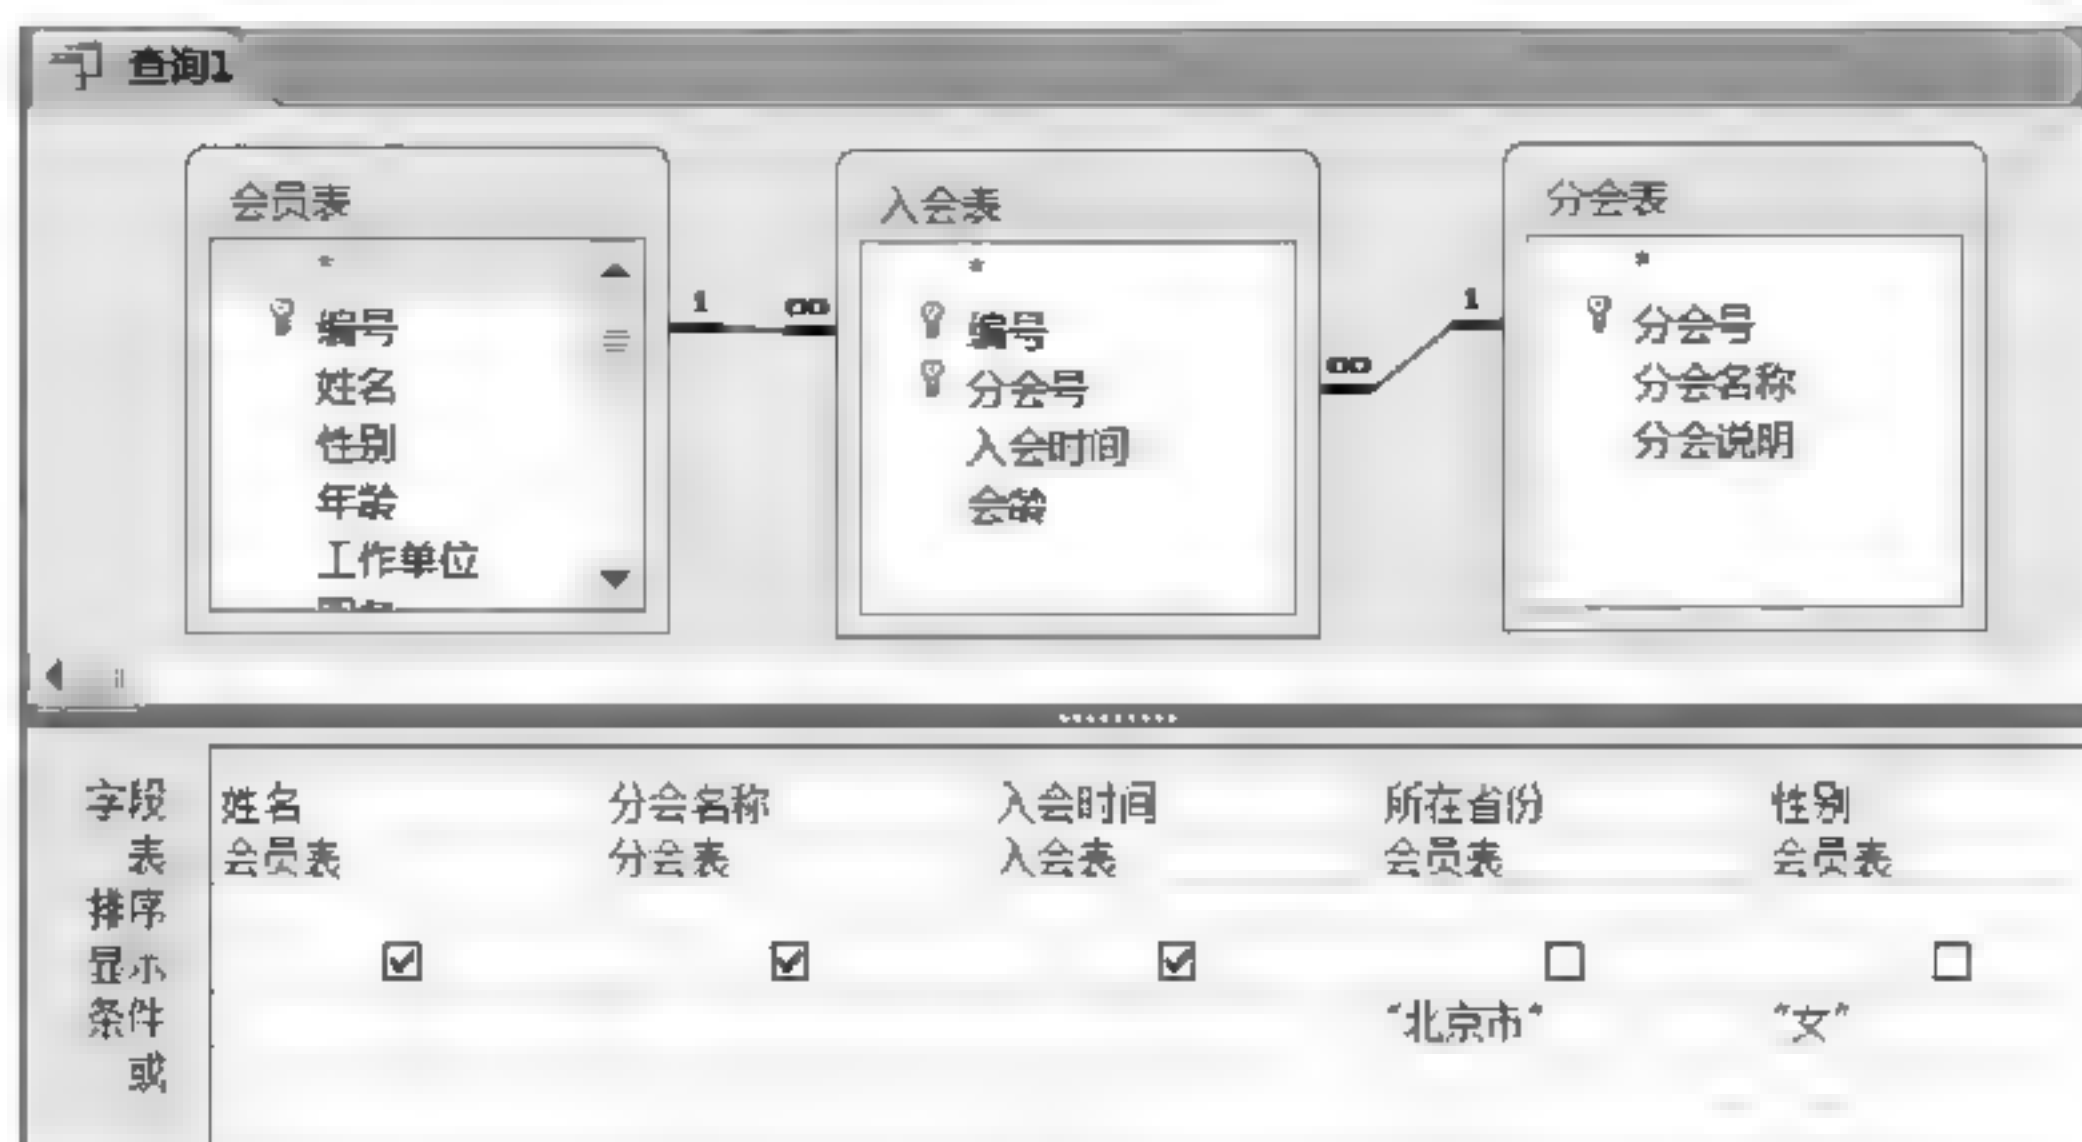 查询1
会员表
*
编号
姓名
性别
年龄
工作单位
1 ∞
入会表
*
编号
分会号
入会时间
会龄
∞ 1
分会表
*
分会号
分会名称
分会说明
字段 姓名 分会名称 入会时间 所在省份 性别
表 会员表 分会表 入会表 会员表 会员表
排序
显示
条件 "北京市" "女"
或